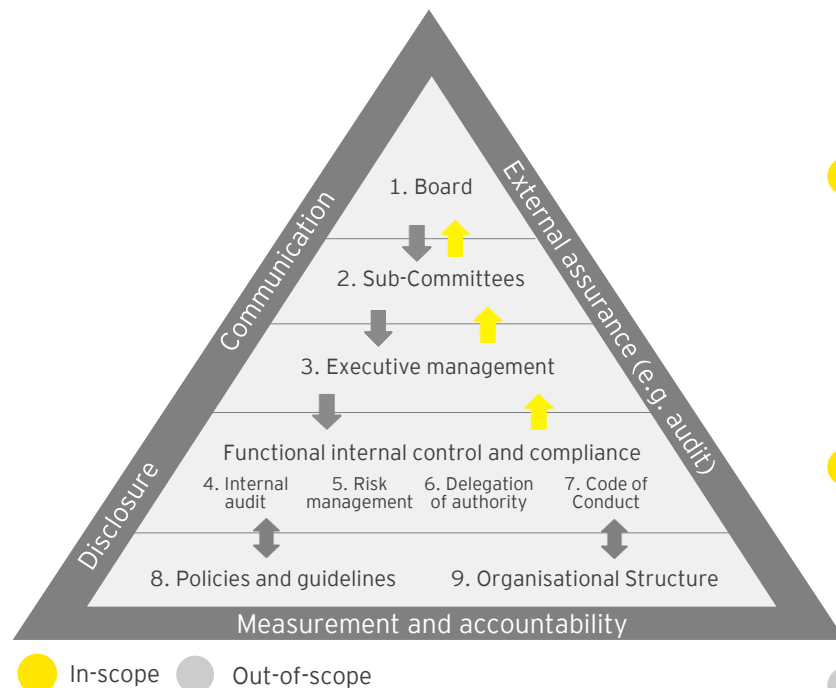 1. Board
2. Sub-Committees
3. Executive management
Functional internal control and compliance
4. Internal
audit
5. Risk
management
6. Delegation
of authority
7. Code of
Conduct
8. Policies and guidelines
9. Organisational Structure
Communication
Disclosure
External assurance (e.g. audit)
Measurement and accountability
In-scope
Out-of-scope